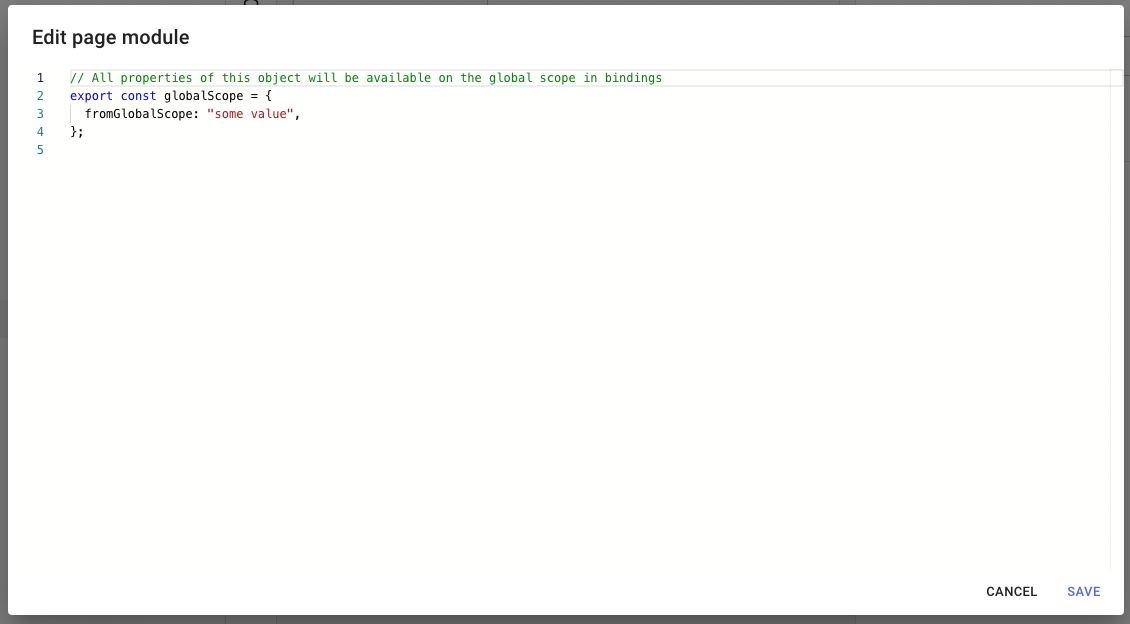 Edit page module
1 // All properties of this object will be available on the global scope in bindings
2 export const globalScope = {
3 fromGlobalScope: "some value",
4 };
5
CANCEL SAVE